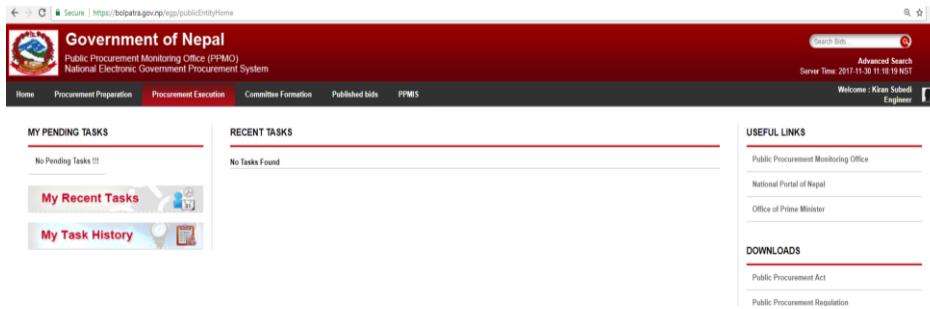 Secure | https://bolpatra.gov.np/egp/publicEntityHome
Government of Nepal
Public Procurement Monitoring Office (PPMO)
National Electronic Government Procurement System
Search Bids...
Advanced Search
Server Time: 2017-11-30 11:18:19 NST
Home Procurement Preparation Procurement Execution Committee Formation Published bids PPMIS
Welcome : Kiran Subedi
Engineer
MY PENDING TASKS
No Pending Tasks !!!
My Recent Tasks
My Task History
RECENT TASKS
No Tasks Found
USEFUL LINKS
Public Procurement Monitoring Office
National Portal of Nepal
Office of Prime Minister
DOWNLOADS
Public Procurement Act
Public Procurement Regulation